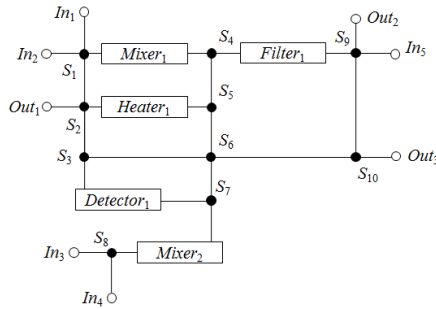 In₁
Out₂
In₂ S₁ Mixer₁ S₄ Filter₁ S₉ In₅
Out₁ S₂ Heater₁ S₅
S₃ S₆ S₁₀ Out₃
Detector₁ S₇
In₃ S₈ Mixer₂
In₄